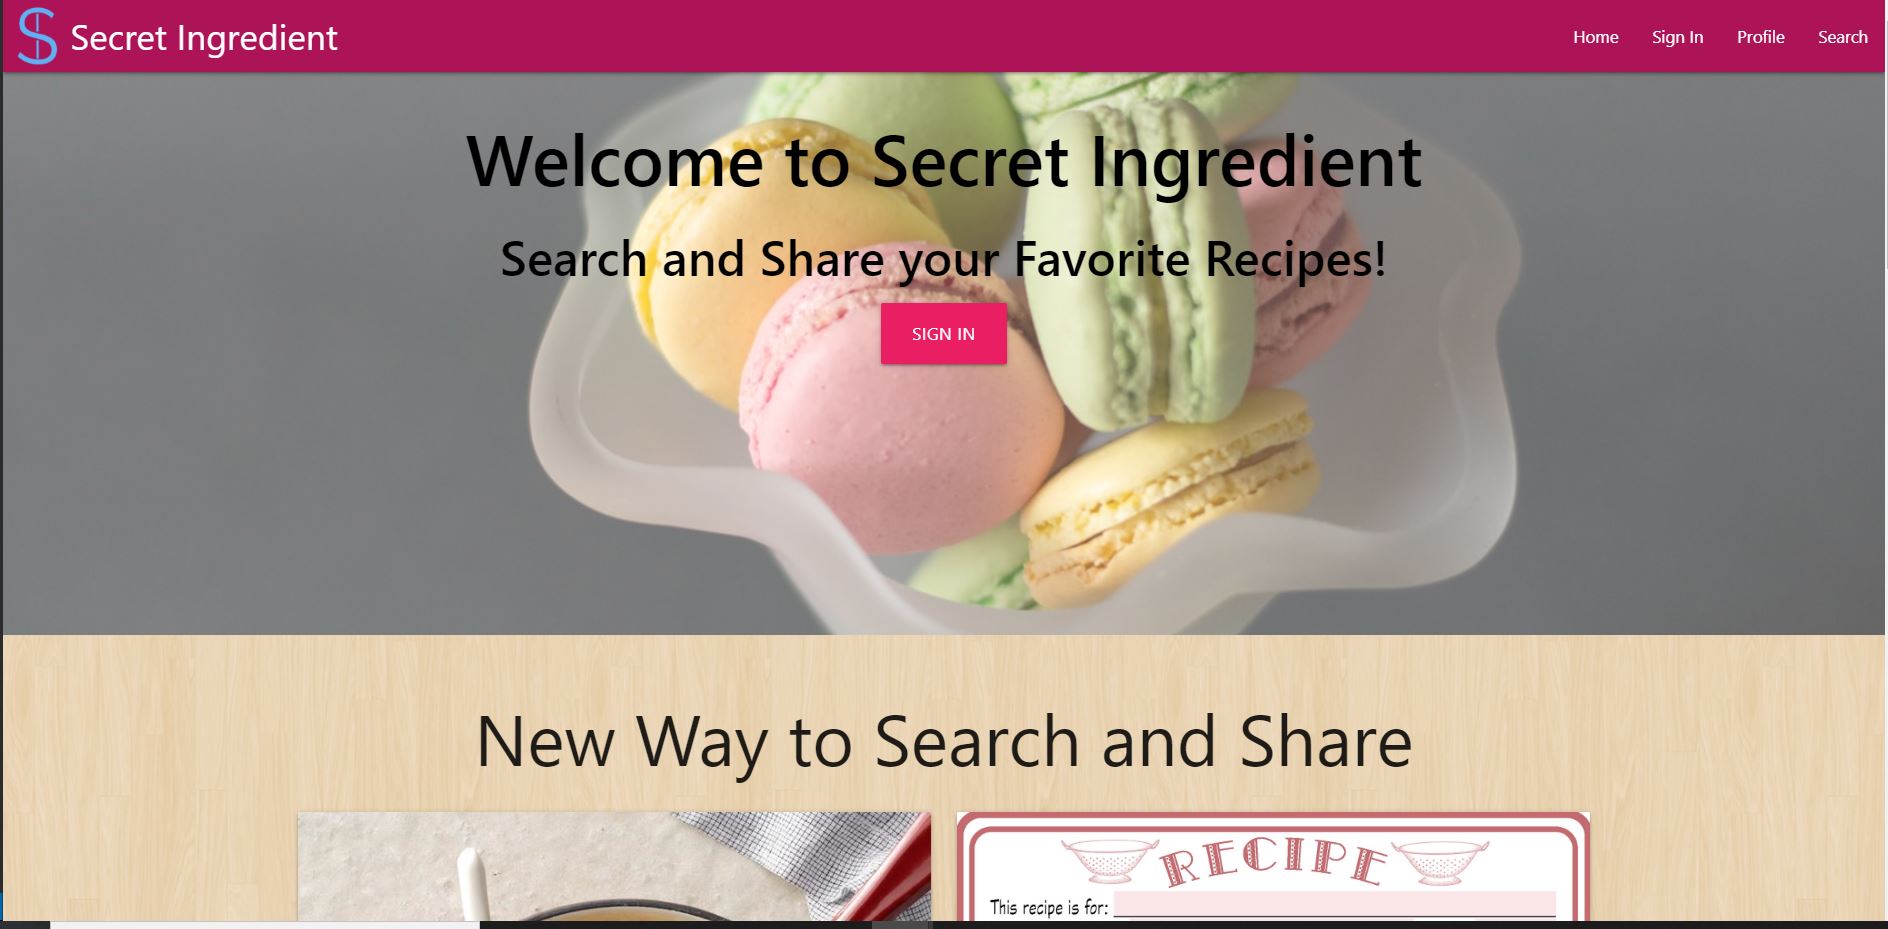 Secret Ingredient
Home Sign In Profile Search
Welcome to Secret Ingredient
Search and Share your Favorite Recipes!
SIGN IN
New Way to Search and Share
RECIPE
This recipe is for: